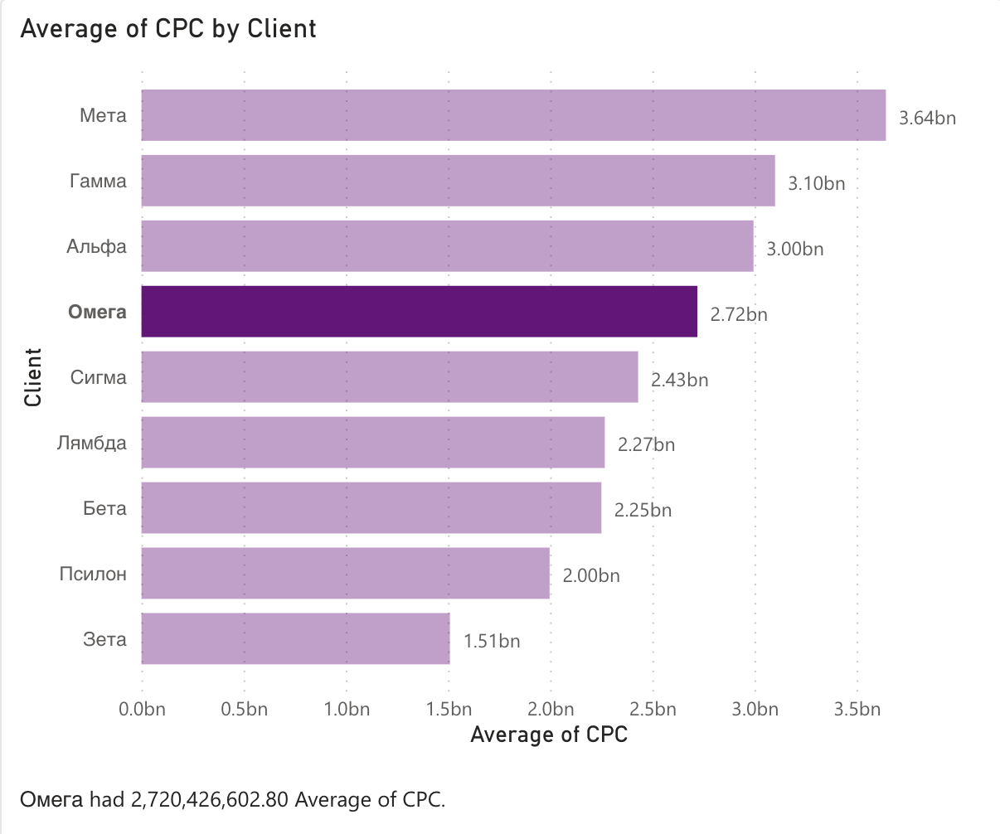 Average of CPC by Client
Мета
3.64bn
Гамма
3.10bn
Альфа
3.00bn
Омега
2.72bn
Сигма
2.43bn
Лямбда
2.27bn
Бета
2.25bn
Псилон
2.00bn
Зета
1.51bn
Client
0.0bn 0.5bn 1.0bn 1.5bn 2.0bn 2.5bn 3.0bn 3.5bn
Average of CPC
Омега had 2,720,426,602.80 Average of CPC.